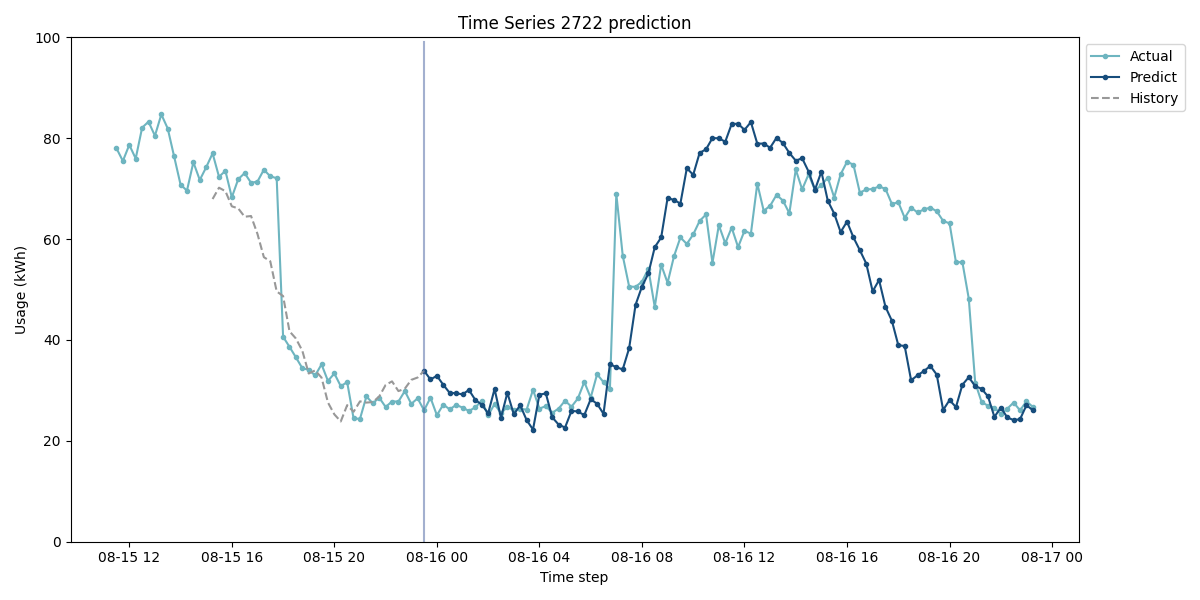 Time Series 2722 prediction
Usage (kWh)
100
80
60
40
20
0
08-15 12
08-15 16
08-15 20
08-16 00
08-16 04
08-16 08
08-16 12
08-16 16
08-16 20
08-17 00
Time step
Actual
Predict
History